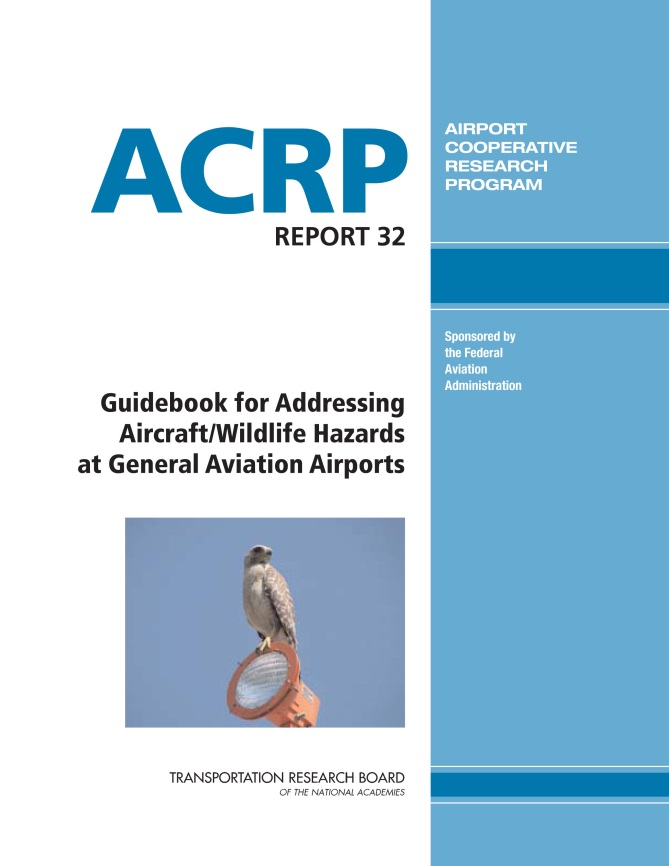 ACRP
REPORT 32
Guidebook for Addressing
Aircraft/Wildlife Hazards
at General Aviation Airports
TRANSPORTATION RESEARCH BOARD
OF THE NATIONAL ACADEMIES
AIRPORT
COOPERATIVE
RESEARCH
PROGRAM
Sponsored by
the Federal
Aviation
Administration